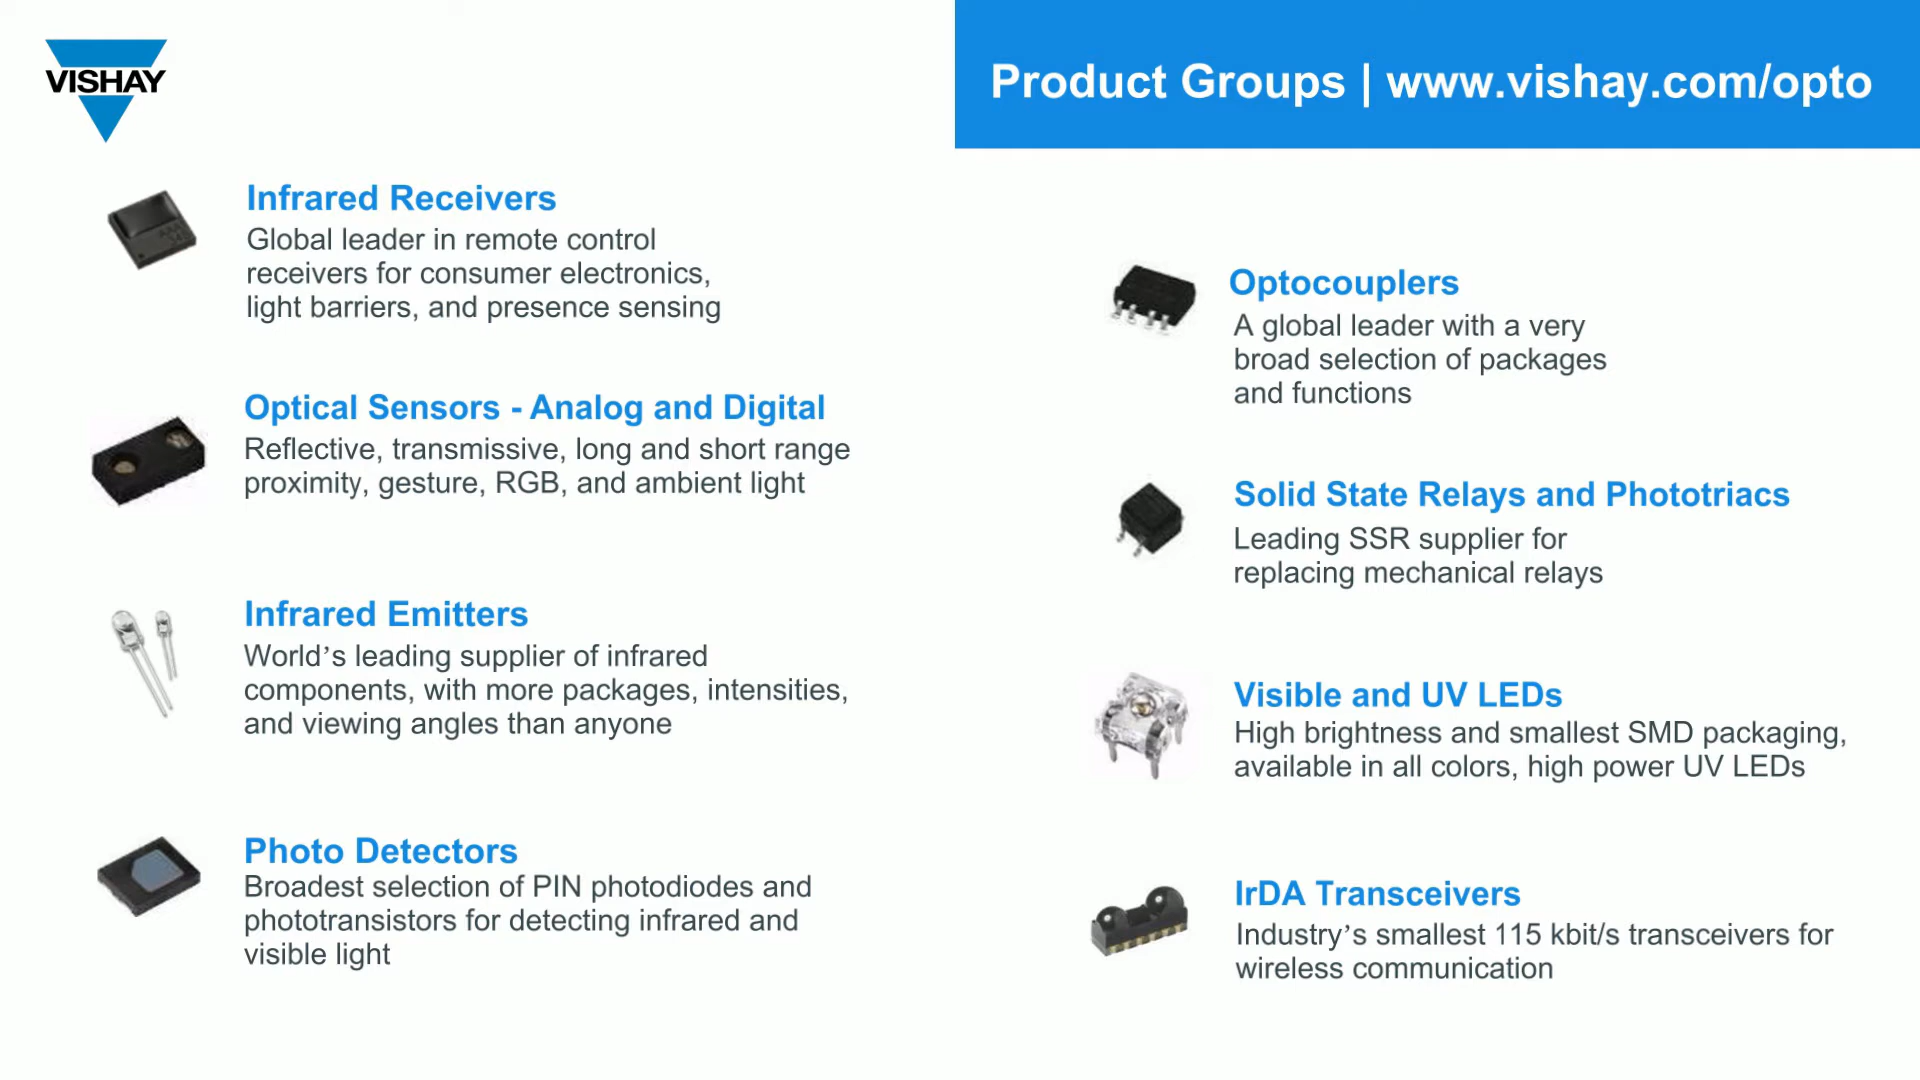 VISHAY
Product Groups | www.vishay.com/opto
Infrared Receivers
Global leader in remote control
receivers for consumer electronics,
light barriers, and presence sensing
Optical Sensors - Analog and Digital
Reflective, transmissive, long and short range
proximity, gesture, RGB, and ambient light
Infrared Emitters
World’s leading supplier of infrared
components, with more packages, intensities,
and viewing angles than anyone
Photo Detectors
Broadest selection of PIN photodiodes and
phototransistors for detecting infrared and
visible light
Optocouplers
A global leader with a very
broad selection of packages
and functions
Solid State Relays and Phototriacs
Leading SSR supplier for
replacing mechanical relays
Visible and UV LEDs
High brightness and smallest SMD packaging,
available in all colors, high power UV LEDs
IrDA Transceivers
Industry’s smallest 115 kbit/s transceivers for
wireless communication